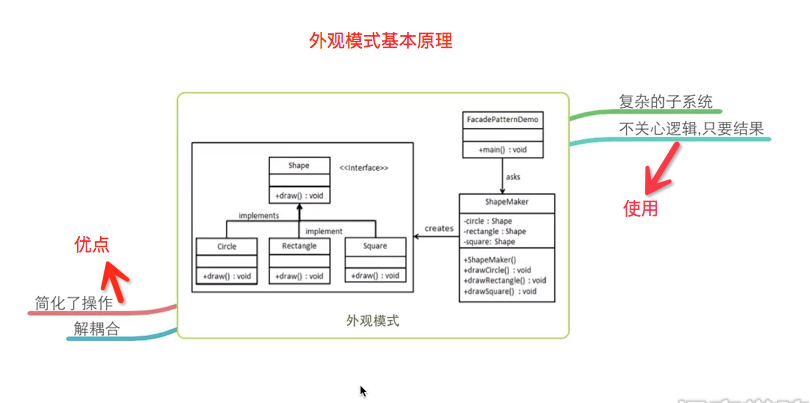 外观模式基本原理
复杂的子系统
不关心逻辑,只要结果
使用
FacadePatternDemo
+main() : void
asks
ShapeMaker
-circle : Shape
-rectangle : Shape
-square: Shape
+ShapeMaker()
+drawCircle() : void
+drawRectangle() : void
+drawSquare() : void
creates
Shape
<<Interface>>
+draw() : void
implements
implement
Circle
+draw() : void
Rectangle
+draw() : void
Square
+draw() : void
外观模式
优点
简化了操作
解耦合